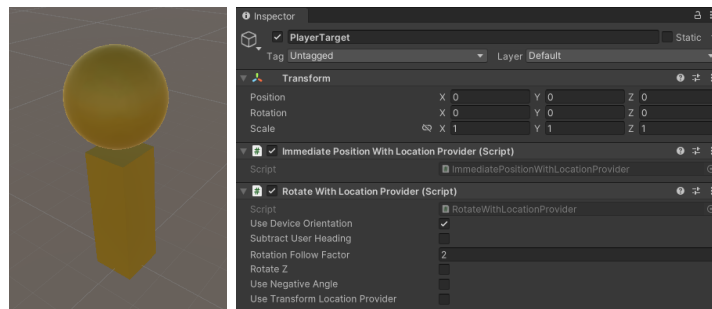 Inspector
PlayerTarget Static
Tag Untagged Layer Default
Transform
Position X 0 Y 0 Z 0
Rotation X 0 Y 0 Z 0
Scale X 1 Y 1 Z 1
# Immediate Position With Location Provider (Script)
Script # ImmediatePositionWithLocationProvider
# Rotate With Location Provider (Script)
Script # RotateWithLocationProvider
Use Device Orientation
Subtract User Heading
Rotation Follow Factor 2
Rotate Z
Use Negative Angle
Use Transform Location Provider